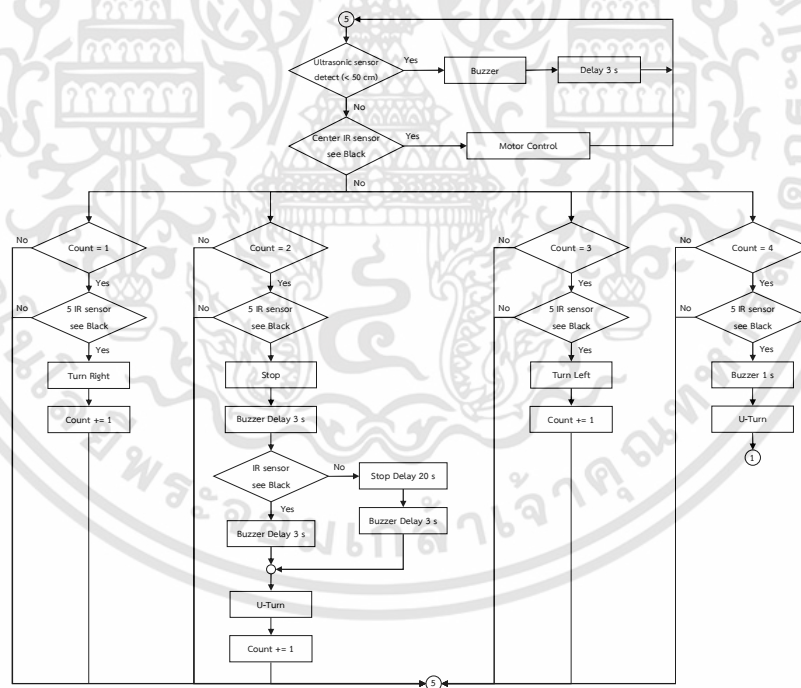 5
Ultrasonic sensor
detect (< 50 cm)
Yes
Buzzer
Delay 3 s
No
Center IR sensor
see Black
Yes
Motor Control
No
No
Count = 1
Yes
No
5 IR sensor
see Black
Yes
Turn Right
Count += 1
No
Count = 2
Yes
No
5 IR sensor
see Black
Yes
Stop
Buzzer Delay 3 s
IR sensor
see Black
No
Stop Delay 20 s
Buzzer Delay 3 s
Yes
Buzzer Delay 3 s
U-Turn
Count += 1
No
Count = 3
Yes
No
5 IR sensor
see Black
Yes
Turn Left
Count += 1
No
Count = 4
Yes
No
5 IR sensor
see Black
Yes
Buzzer 1 s
U-Turn
1
5